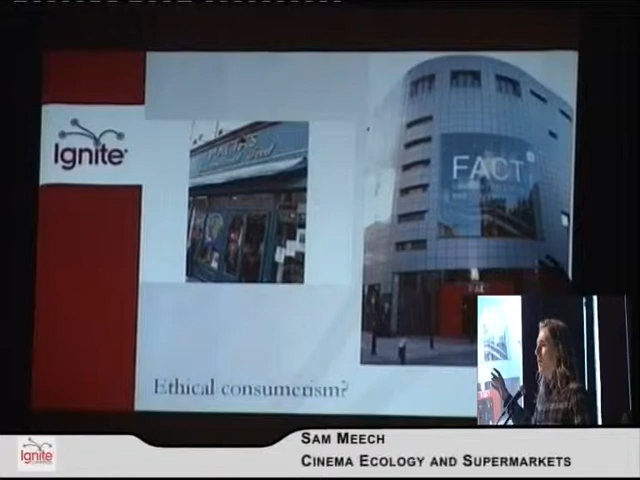 Ignite
FACT
Ethical consumerism?
Ignite
SAM MEECH
CINEMA ECOLOGY AND SUPERMARKETS